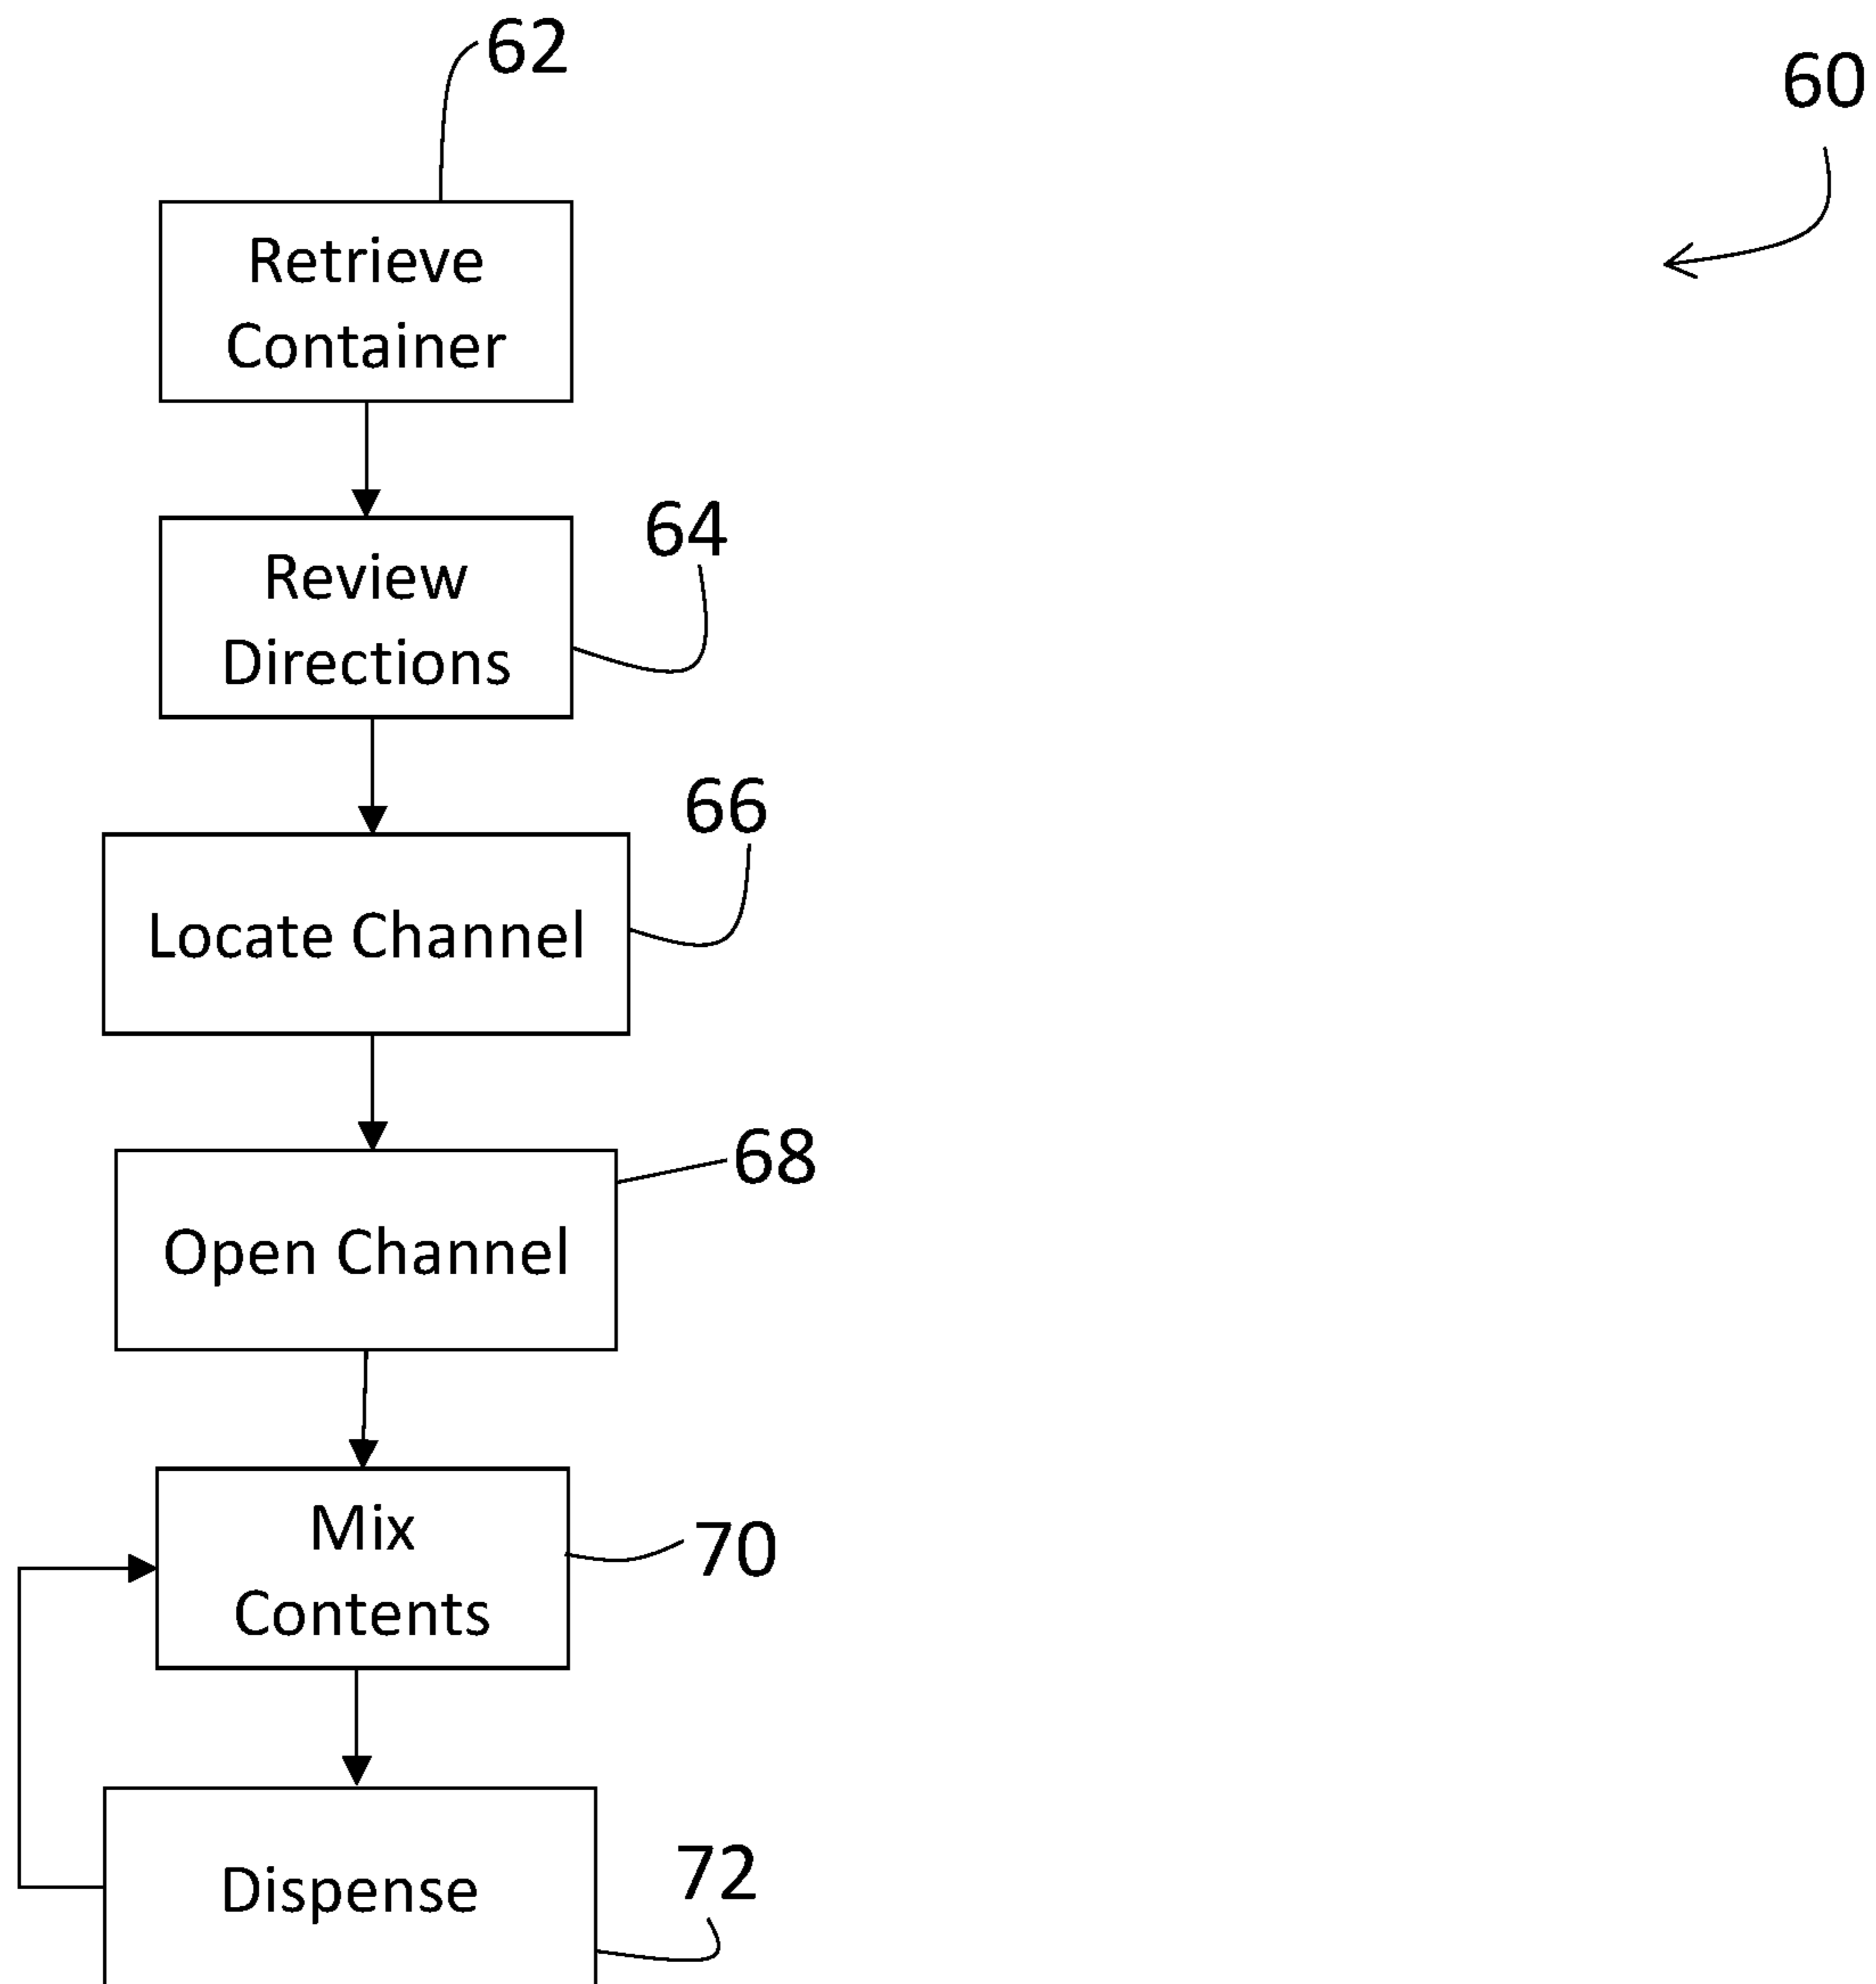 62
60
Retrieve
Container
64
Review
Directions
66
Locate Channel
68
Open Channel
70
Mix
Contents
72
Dispense